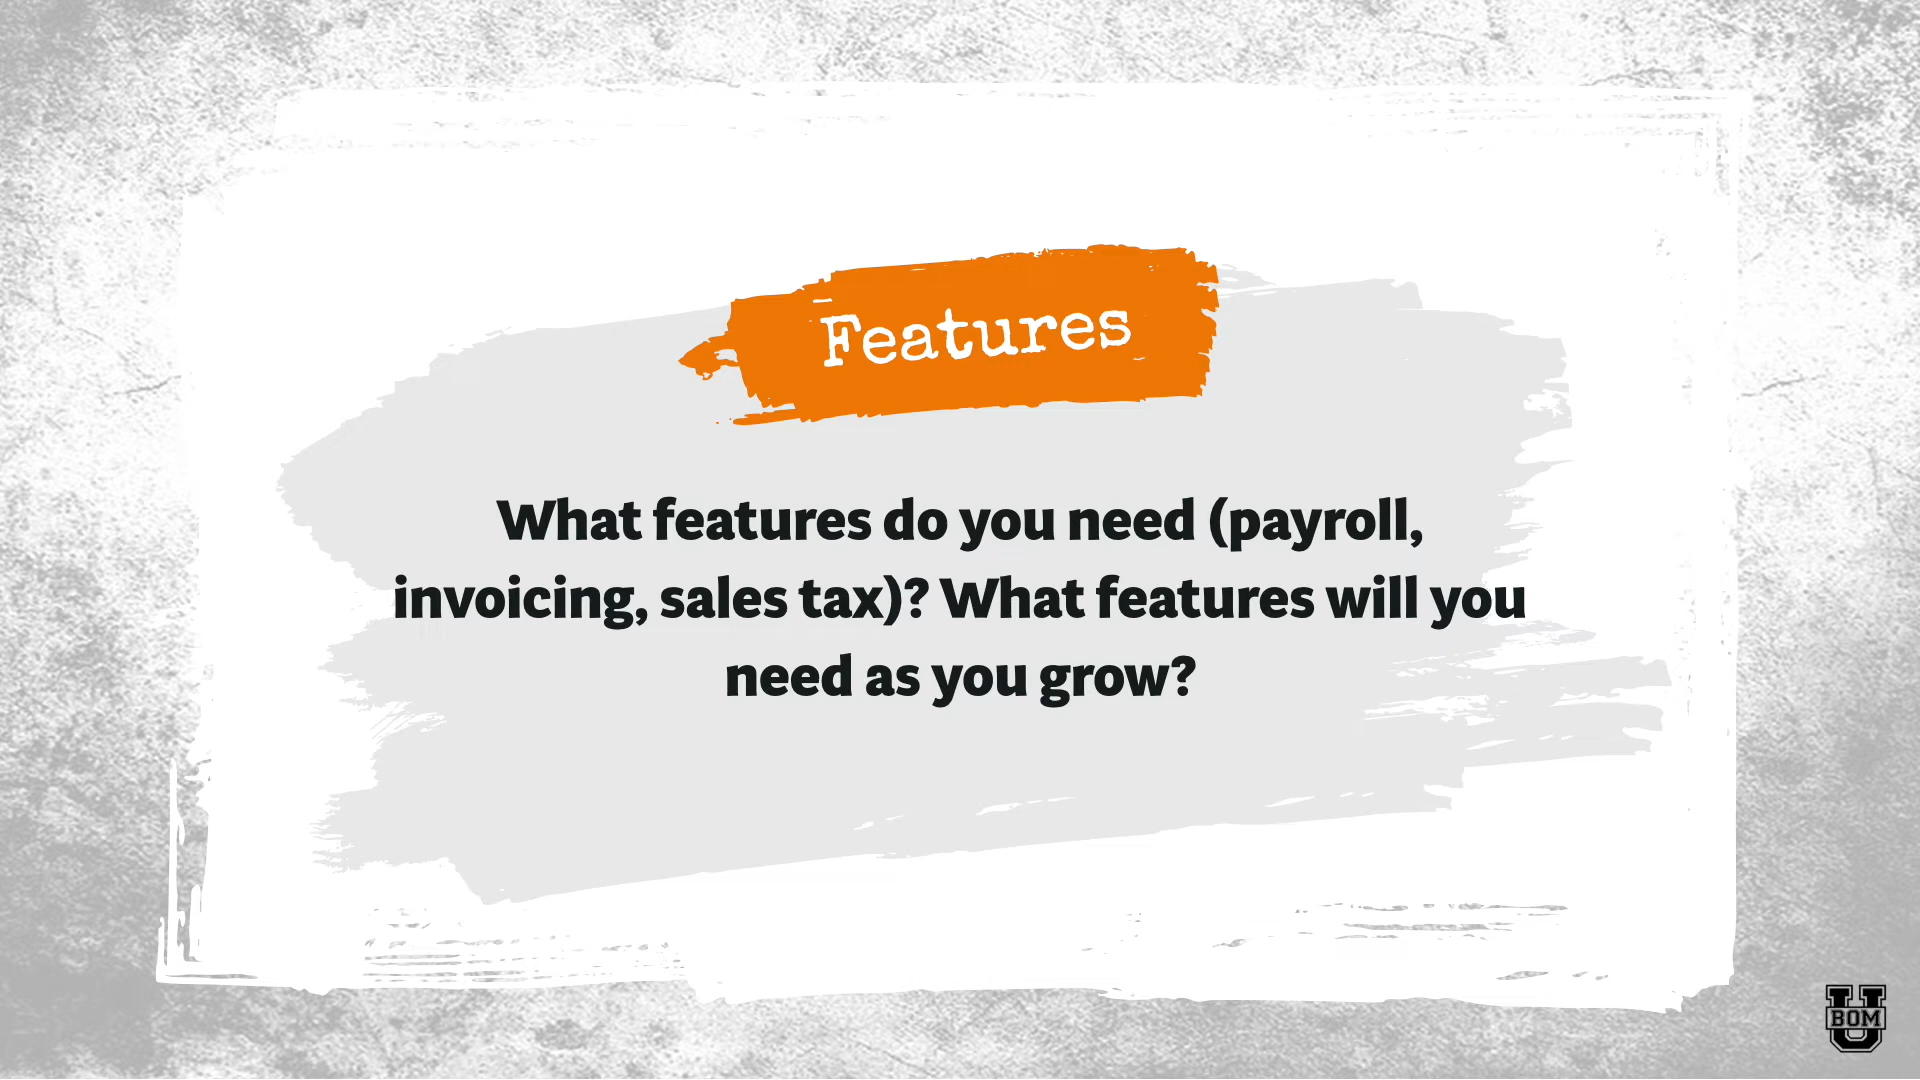 Features
What features do you need (payroll,
invoicing, sales tax)? What features will you
need as you grow?
U
BOM